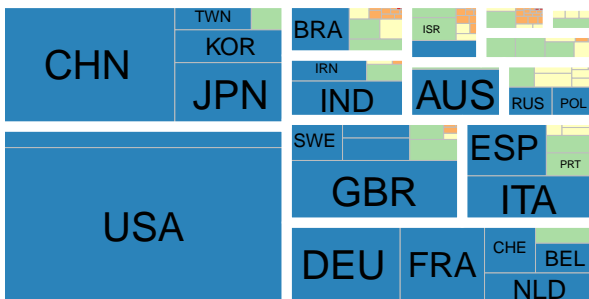 TWN
CHN
KOR
JPN
USA
BRA
IRN
IND
ISR
AUS
RUS
POL
SWE
GBR
ESP
PRT
ITA
DEU
FRA
CHE
BEL
NLD